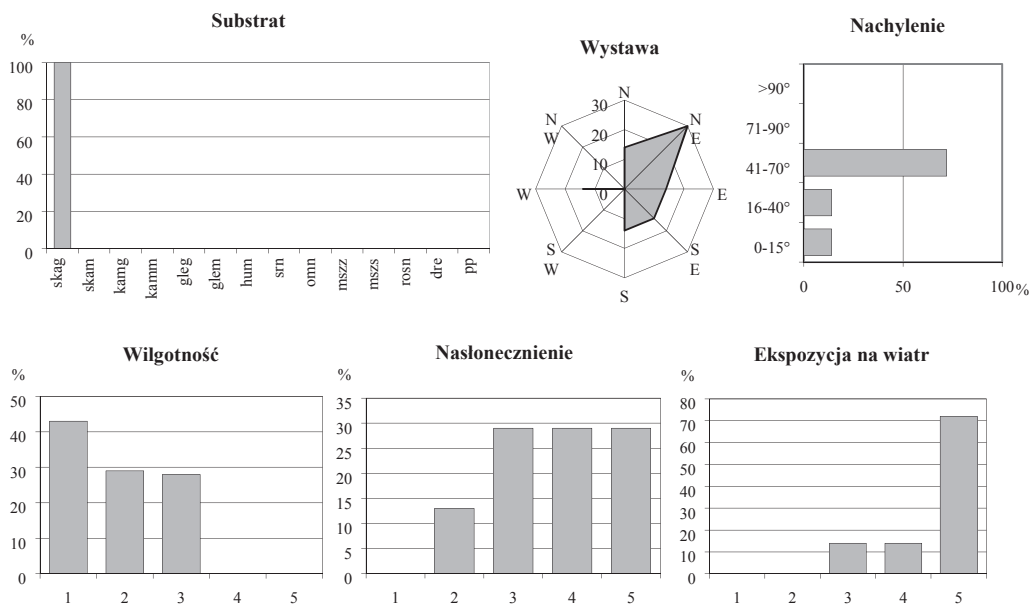 Substrat
%
100
80
60
40
20
0
skag
skam
kamg
kamm
gleg
glem
hum
srn
omn
mszz
mszs
rosn
dre
pp
Wystawa
N
30
N
E
20
10
0
E
S
E
S
S
W
W
N
W
Nachylenie
>90°
71-90°
41-70°
16-40°
0-15°
0
50
100%
Wilgotność
%
50
40
30
20
10
0
1
2
3
4
5
Nasłonecznienie
%
35
30
25
20
15
10
5
0
1
2
3
4
5
Ekspozycja na wiatr
%
80
70
60
50
40
30
20
10
0
1
2
3
4
5